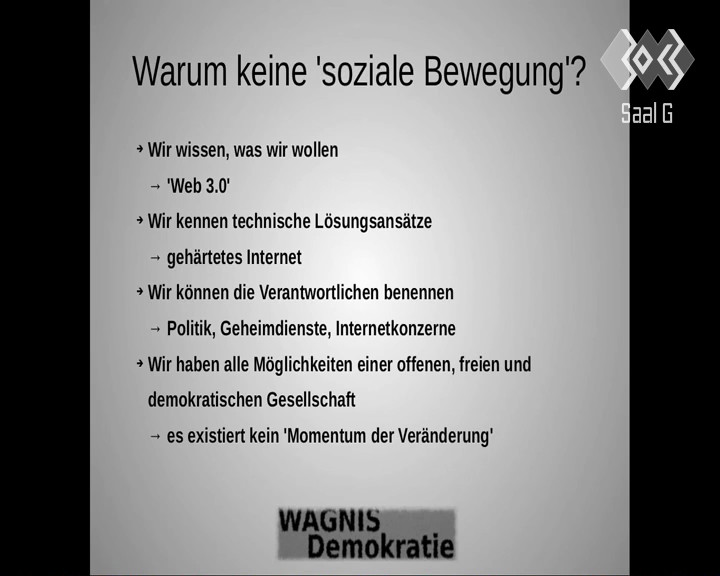 Warum keine 'soziale Bewegung'?
Saal G
Wir wissen, was wir wollen
→ 'Web 3.0'
Wir kennen technische Lösungsansätze
→ gehärtetes Internet
Wir können die Verantwortlichen benennen
→ Politik, Geheimdienste, Internetkonzerne
Wir haben alle Möglichkeiten einer offenen, freien und
demokratischen Gesellschaft
→ es existiert kein 'Momentum der Veränderung'
WAGNIS
Demokratie